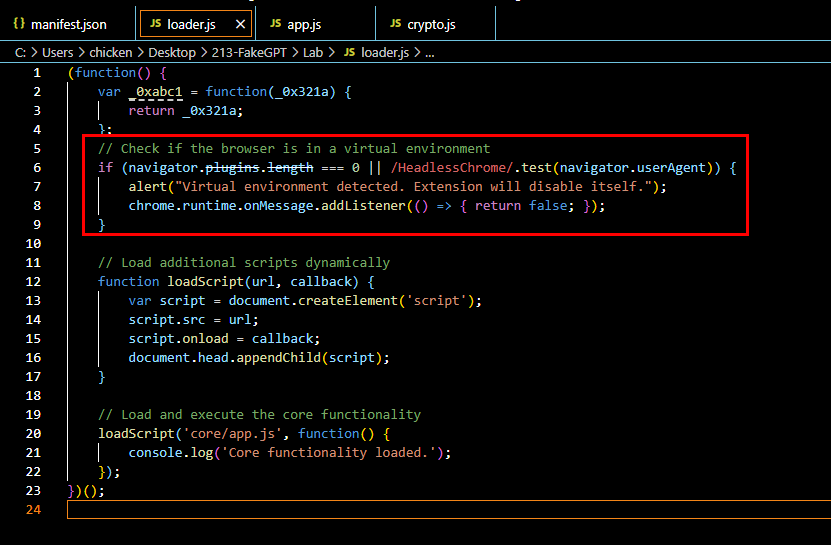 {} manifest.json JS loader.js × JS app.js JS crypto.js
C: > Users > chicken > Desktop > 213-FakeGPT > Lab > JS loader.js > ...
1 (function() {
2     var _0xabc1 = function(_0x321a) {
3         return _0x321a;
4     };
5     // Check if the browser is in a virtual environment
6     if (navigator.plugins.length === 0 || /HeadlessChrome/.test(navigator.userAgent)) {
7         alert("Virtual environment detected. Extension will disable itself.");
8         chrome.runtime.onMessage.addListener(() => { return false; });
9     }
10
11     // Load additional scripts dynamically
12     function loadScript(url, callback) {
13         var script = document.createElement('script');
14         script.src = url;
15         script.onload = callback;
16         document.head.appendChild(script);
17     }
18
19     // Load and execute the core functionality
20     loadScript('core/app.js', function() {
21         console.log('Core functionality loaded.');
22     });
23 })();
24